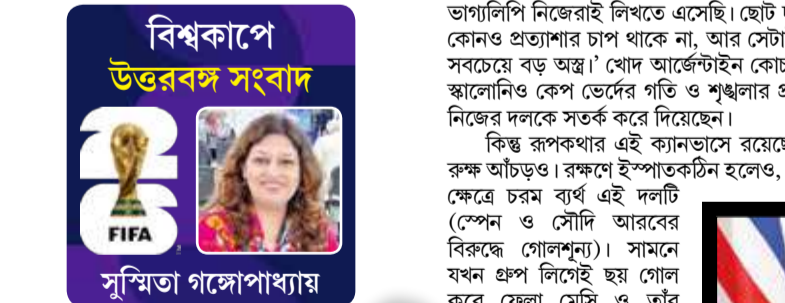 বিশ্বকাপে
উত্তরবঙ্গ সংবাদ
26
FIFA
সুস্মিতা গঙ্গোপাধ্যায়
ভাগ্যলিপি নিজেরাই লিখতে এসেছি। ছোট
কোনও প্রত্যাশার চাপ থাকে না, আর সেটা
সবচেয়ে বড় অস্ত্র।’ খোদ আর্জেন্টাইন কোচ
স্কালোনিও কেপ ভের্দের গতি ও শৃঙ্খলার
নিজের দলকে সতর্ক করে দিয়েছেন।
কিন্তু রূপকথার এই ক্যানভাসে রয়েছে
রুক্ষ আঁচড়ও। রক্ষণে ইস্পাতকঠিন হলেও,
ক্ষেত্রে চরম ব্যর্থ এই দলটি
(স্পেন ও সৌদি আরবের
বিরুদ্ধে গোলশূন্য)। সামনে
যখন গ্রুপ লিগেই ছয় গোল
করে ফেলা মেসি ও তাঁর